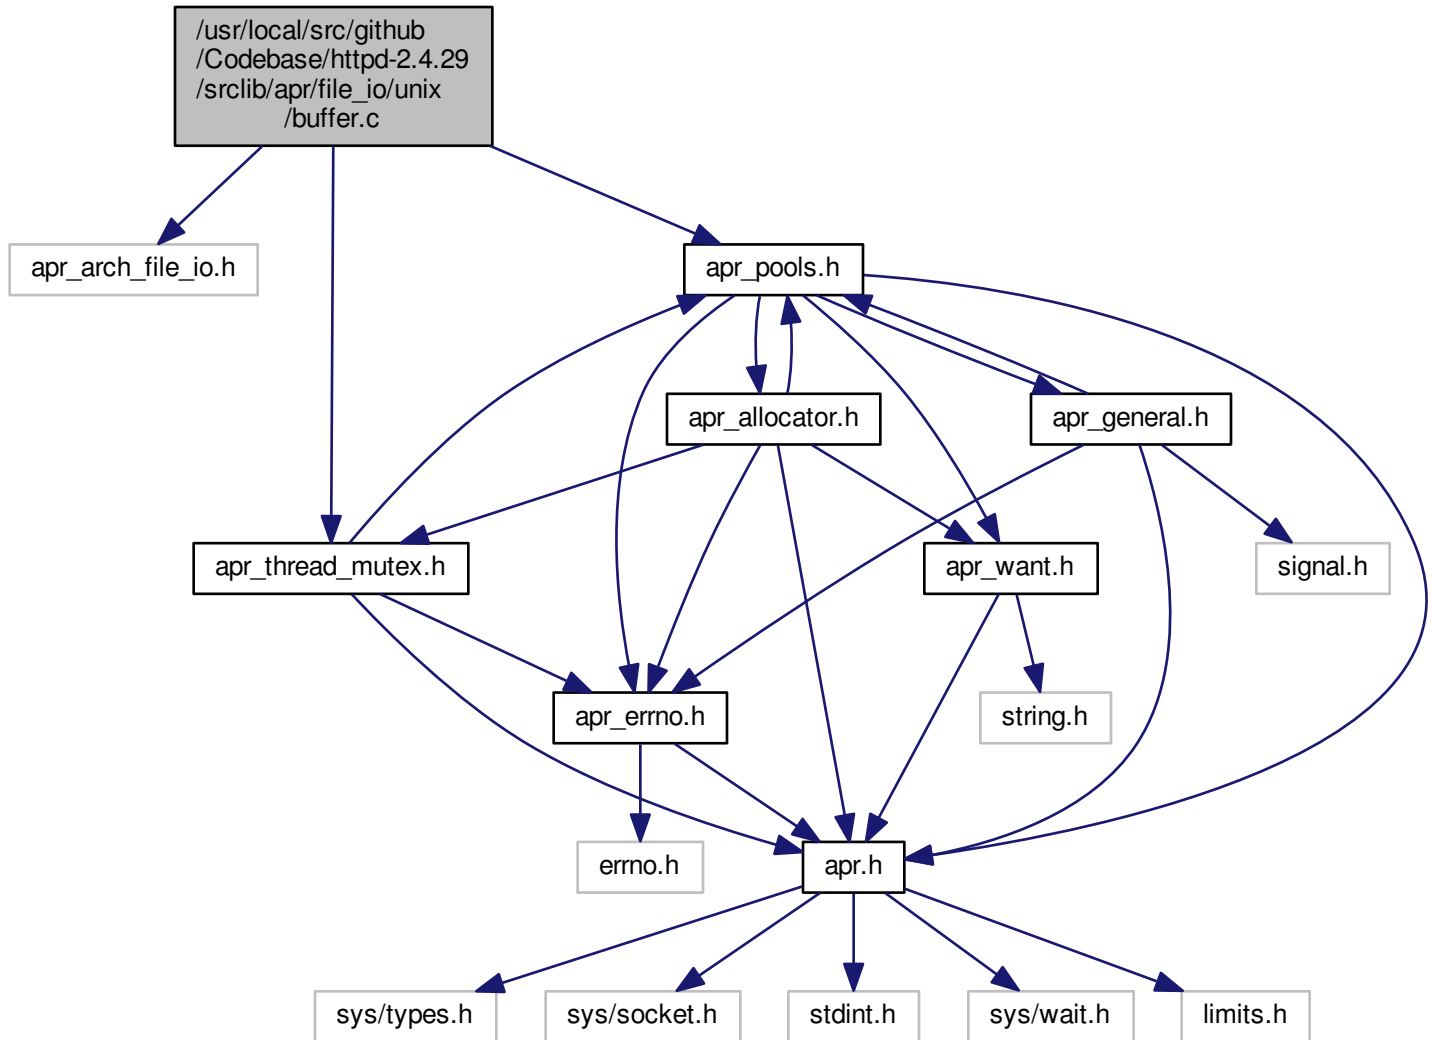 /usr/local/src/github
/Codebase/httpd-2.4.29
/srclib/apr/file_io/unix
/buffer.c
apr_arch_file_io.h
apr_pools.h
apr_allocator.h
apr_general.h
apr_thread_mutex.h
apr_want.h
signal.h
apr_errno.h
string.h
errno.h
apr.h
sys/types.h
sys/socket.h
stdint.h
sys/wait.h
limits.h